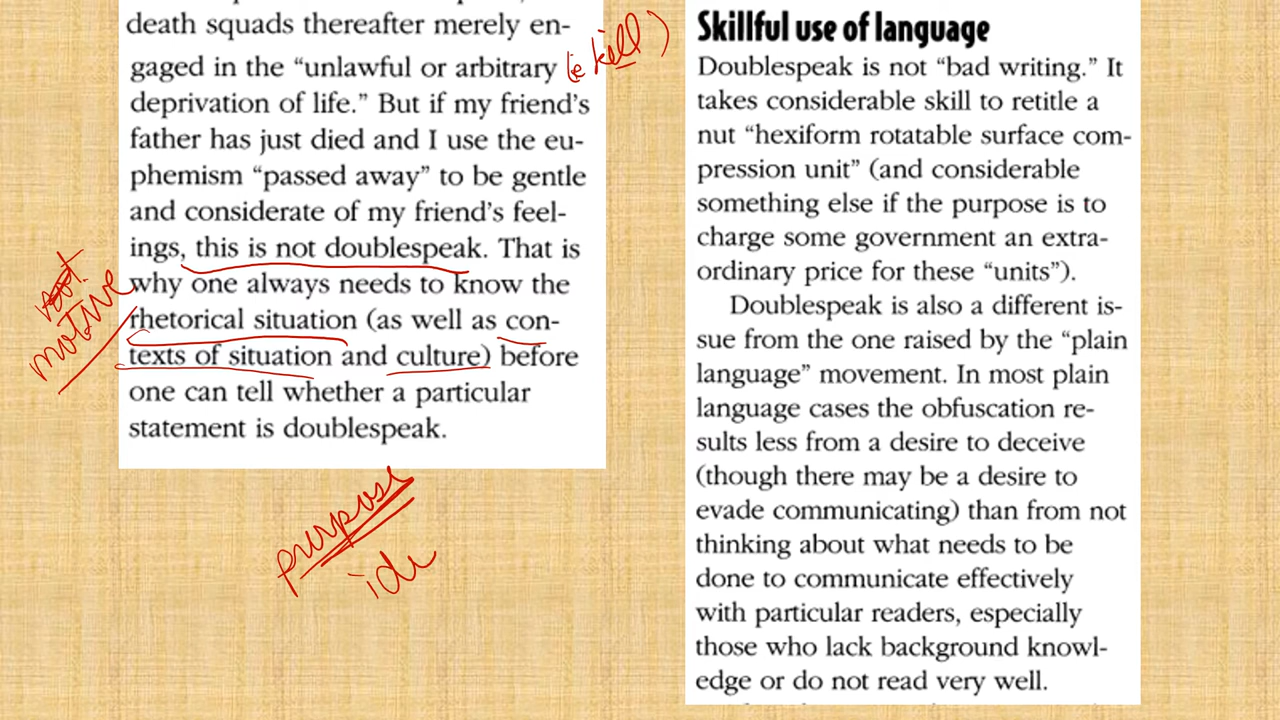 death squads thereafter merely en-
gaged in the “unlawful or arbitrary (ie kill)
deprivation of life.” But if my friend’s
father has just died and I use the eu-
phemism “passed away” to be gentle
and considerate of my friend’s feel-
ings, this is not doublespeak. That is
why one always needs to know the
rhetorical situation (as well as con-
texts of situation and culture) before
one can tell whether a particular
statement is doublespeak.
motive
purpose
Skillful use of language
Doublespeak is not “bad writing.” It
takes considerable skill to retitle a
nut “hexiform rotatable surface com-
pression unit” (and considerable
something else if the purpose is to
charge some government an extra-
ordinary price for these “units”).
Doublespeak is also a different is-
sue from the one raised by the “plain
language” movement. In most plain
language cases the obfuscation re-
sults less from a desire to deceive
(though there may be a desire to
evade communicating) than from not
thinking about what needs to be
done to communicate effectively
with particular readers, especially
those who lack background knowl-
edge or do not read very well.